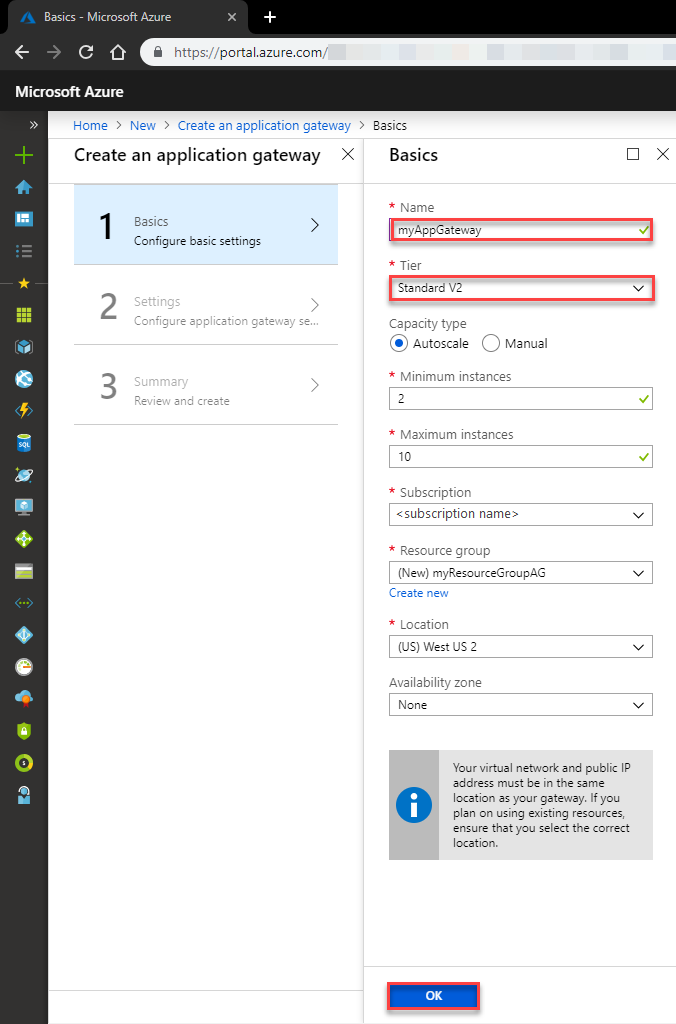 Basics - Microsoft Azure
https://portal.azure.com/
Microsoft Azure
Home > New > Create an application gateway > Basics
Create an application gateway
1
Basics
Configure basic settings
2
Settings
Configure application gateway se...
3
Summary
Review and create
Basics
* Name
myAppGateway
* Tier
Standard V2
Capacity type
Autoscale Manual
* Minimum instances
2
* Maximum instances
10
* Subscription
<subscription name>
* Resource group
(New) myResourceGroupAG
Create new
* Location
(US) West US 2
Availability zone
None
Your virtual network and public IP
address must be in the same
location as your gateway. If you
plan on using existing resources,
ensure that you select the correct
location.
OK
SQL